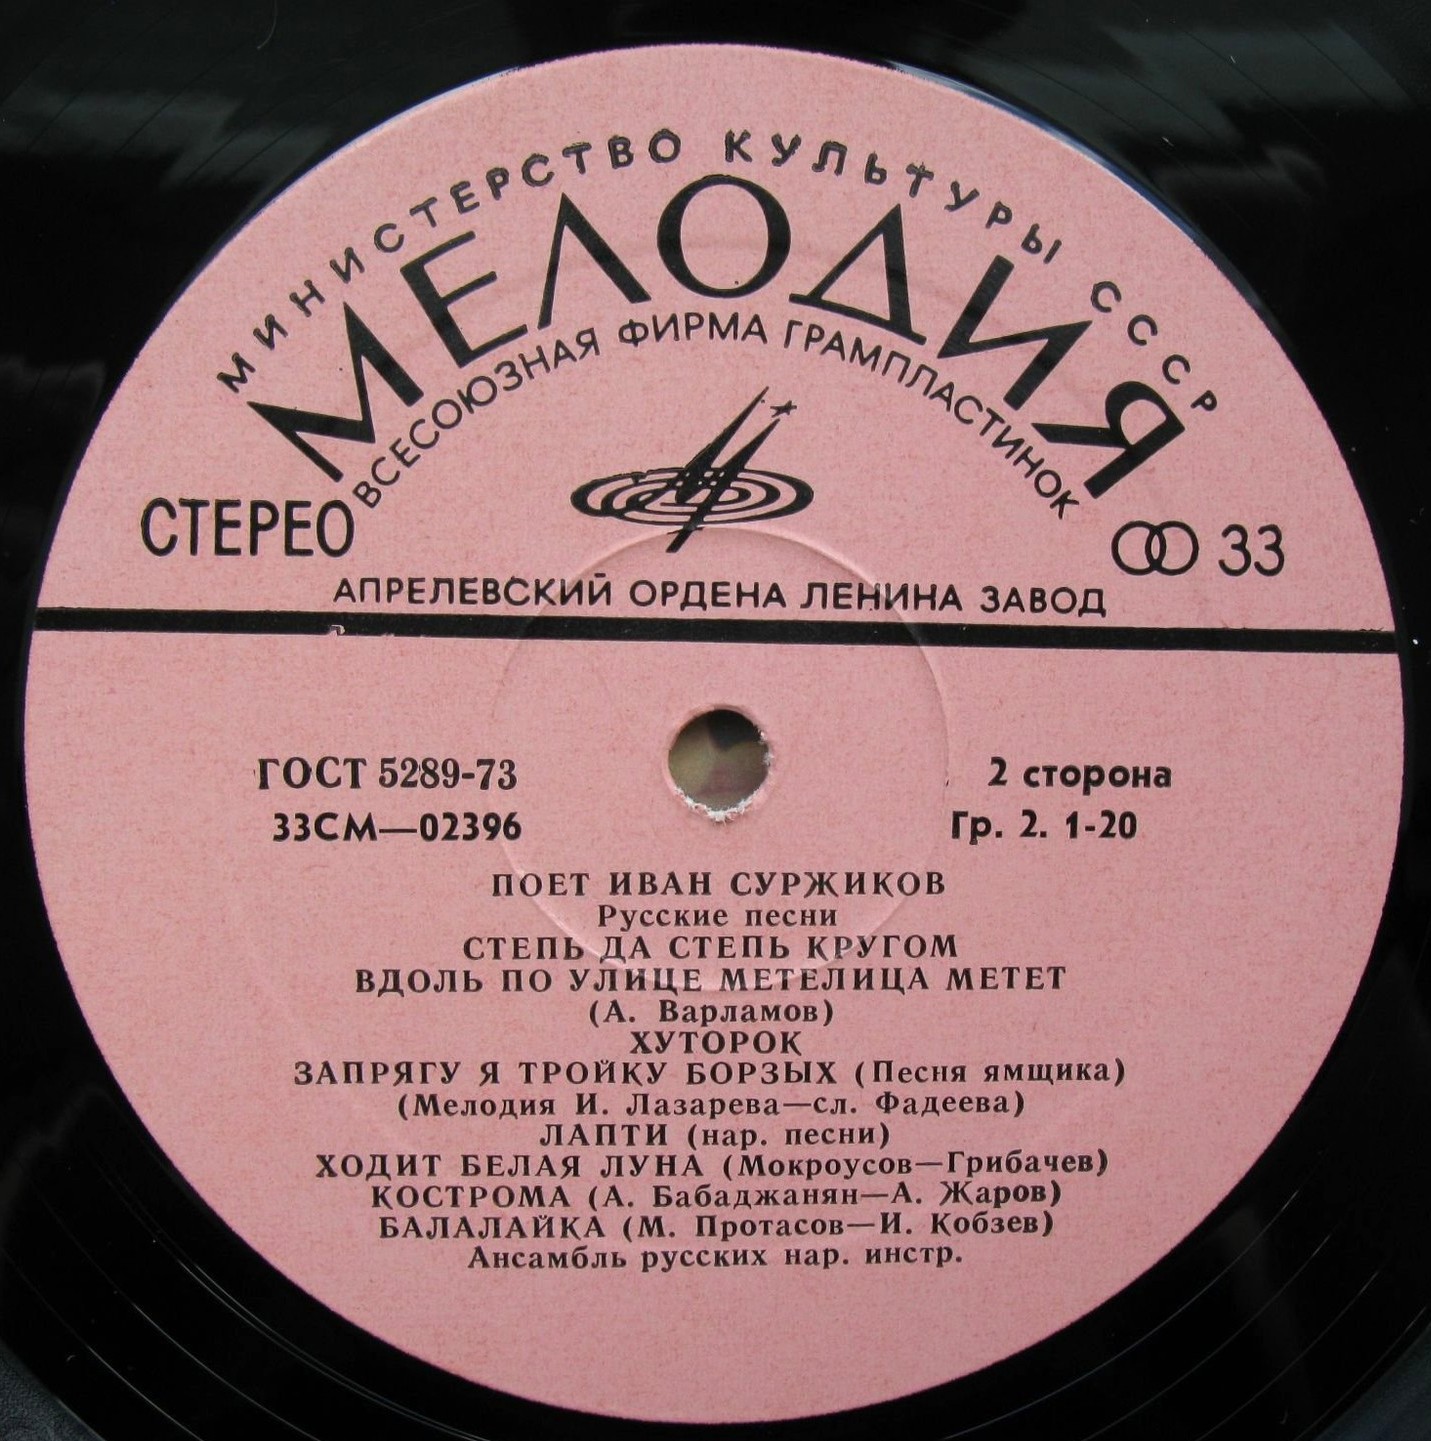 МИНИСТЕРСТВО КУЛЬТУРЫ СССР
МЕЛОДИЯ
ВСЕСОЮЗНАЯ ФИРМА ГРАМПЛАСТИНОК
СТЕРЕО
33
АПРЕЛЕВСКИЙ ОРДЕНА ЛЕНИНА ЗАВОД
ГОСТ 5289-73
2 сторона
33СМ—02396
Гр. 2. 1-20
ПОЕТ ИВАН СУРЖИКОВ
Русские песни
СТЕПЬ ДА СТЕПЬ КРУГОМ
ВДОЛЬ ПО УЛИЦЕ МЕТЕЛИЦА МЕТЕТ
(А. Варламов)
ХУТОРОК
ЗАПРЯГУ Я ТРОЙКУ БОРЗЫХ (Песня ямщика)
(Мелодия И. Лазарева—сл. Фадеева)
ЛАПТИ (нар. песни)
ХОДИТ БЕЛАЯ ЛУНА (Мокроусов—Грибачев)
КОСТРОМА (А. Бабаджанян—А. Жаров)
БАЛАЛАЙКА (М. Протасов—И. Кобзев)
Ансамбль русских нар. инстр.